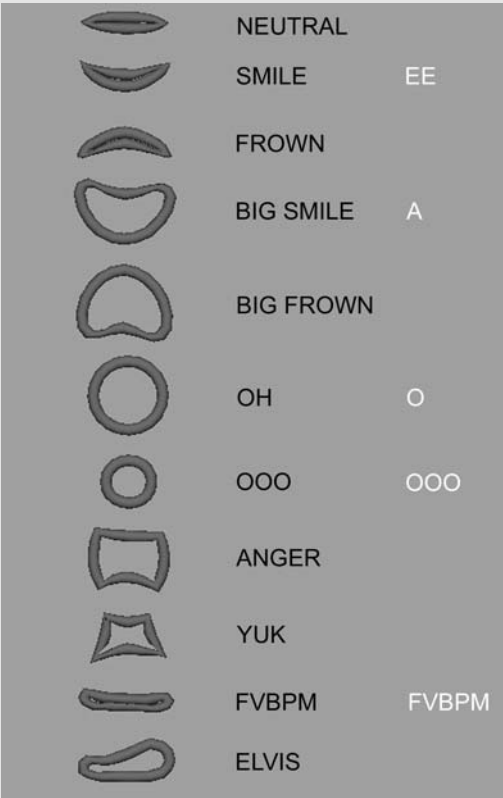 NEUTRAL
SMILE EE
FROWN
BIG SMILE A
BIG FROWN
OH O
OOO OOO
ANGER
YUK
FVBPM FVBPM
ELVIS